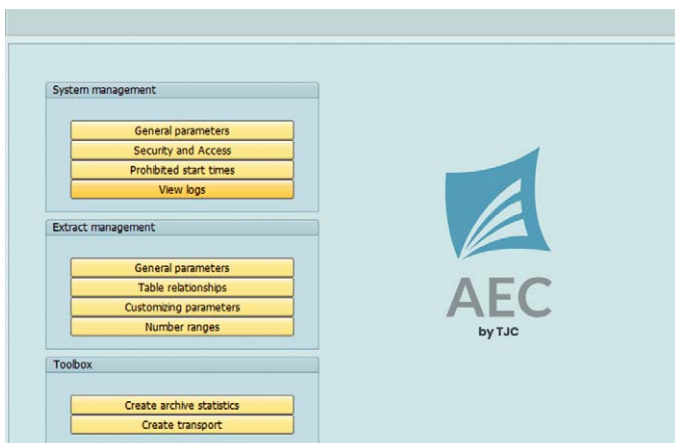 System management
General parameters
Security and Access
Prohibited start times
View logs
Extract management
General parameters
Table relationships
Customizing parameters
Number ranges
Toolbox
Create archive statistics
Create transport
AEC
by TJC